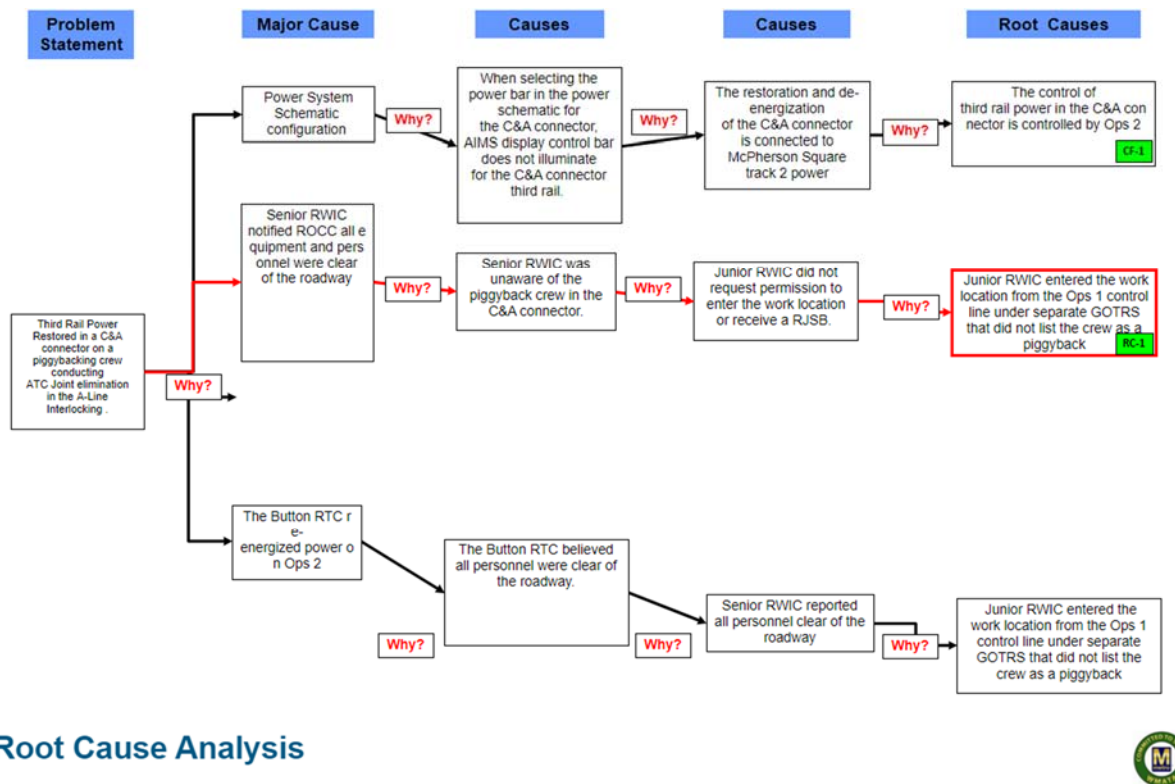 Problem
Statement
Major Cause
Causes
Causes
Root Causes
Power System
Schematic
configuration
Why?
When selecting the
power bar in the power
schematic for
the C&A connector,
AIMS display control bar
does not illuminate
for the C&A connector
third rail.
Why?
The restoration and de-
energization
of the C&A connector
is connected to
McPherson Square
track 2 power
Why?
The control of
third rail power in the C&A con
nector is controlled by Ops 2
CF-1
Senior RWIC
notified ROCC all e
quipment and pers
onnel were clear
of the roadway
Why?
Senior RWIC was
unaware of the
piggyback crew in the
C&A connector.
Why?
Junior RWIC did not
request permission to
enter the work location
or receive a RJSB.
Why?
Junior RWIC entered the work
location from the Ops 1 control
line under separate GOTRS
that did not list the crew as a
piggyback
RC-1
Third Rail Power
Restored in a C&A
connector on a
piggybacking crew
conducting
ATC Joint elimination
in the A-Line
Interlocking .
Why?
The Button RTC r
e-
energized power o
n Ops 2
Why?
The Button RTC believed
all personnel were clear of
the roadway.
Why?
Senior RWIC reported
all personnel clear of the
roadway
Why?
Junior RWIC entered the
work location from the Ops 1
control line under separate
GOTRS that did not list the
crew as a piggyback
Root Cause Analysis
COMMITTED TO
M
WMATA